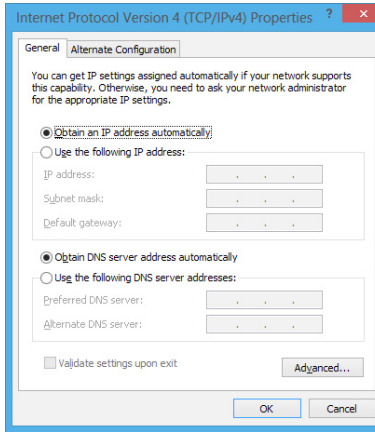 Internet Protocol Version 4 (TCP/IPv4) Properties ? ×
General Alternate Configuration
You can get IP settings assigned automatically if your network supports
this capability. Otherwise, you need to ask your network administrator
for the appropriate IP settings.
Obtain an IP address automatically
Use the following IP address:
IP address:
Subnet mask:
Default gateway:
Obtain DNS server address automatically
Use the following DNS server addresses:
Preferred DNS server:
Alternate DNS server:
Validate settings upon exit
Advanced...
OK Cancel